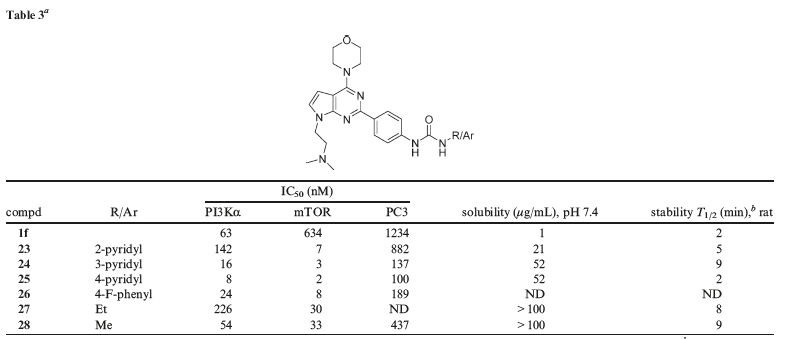 Table 3a
O
N
N
N
N
O
N
H
N
H
R/Ar
N
IC50 (nM)
compd R/Ar PI3Kα mTOR PC3 solubility (μg/mL), pH 7.4 stability T1/2 (min),b rat
1f 63 634 1234 1 2
23 2-pyridyl 142 7 882 21 5
24 3-pyridyl 16 3 137 52 9
25 4-pyridyl 8 2 100 52 2
26 4-F-phenyl 24 8 189 ND ND
27 Et 226 30 ND >100 8
28 Me 54 33 437 >100 9